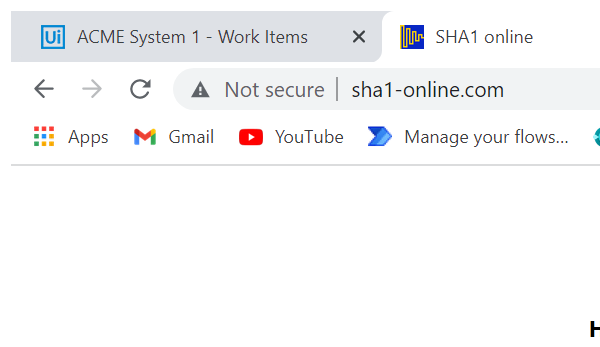 Ui ACME System 1 - Work Items SHA1 online
Not secure sha1-online.com
Apps Gmail YouTube Manage your flows...
H